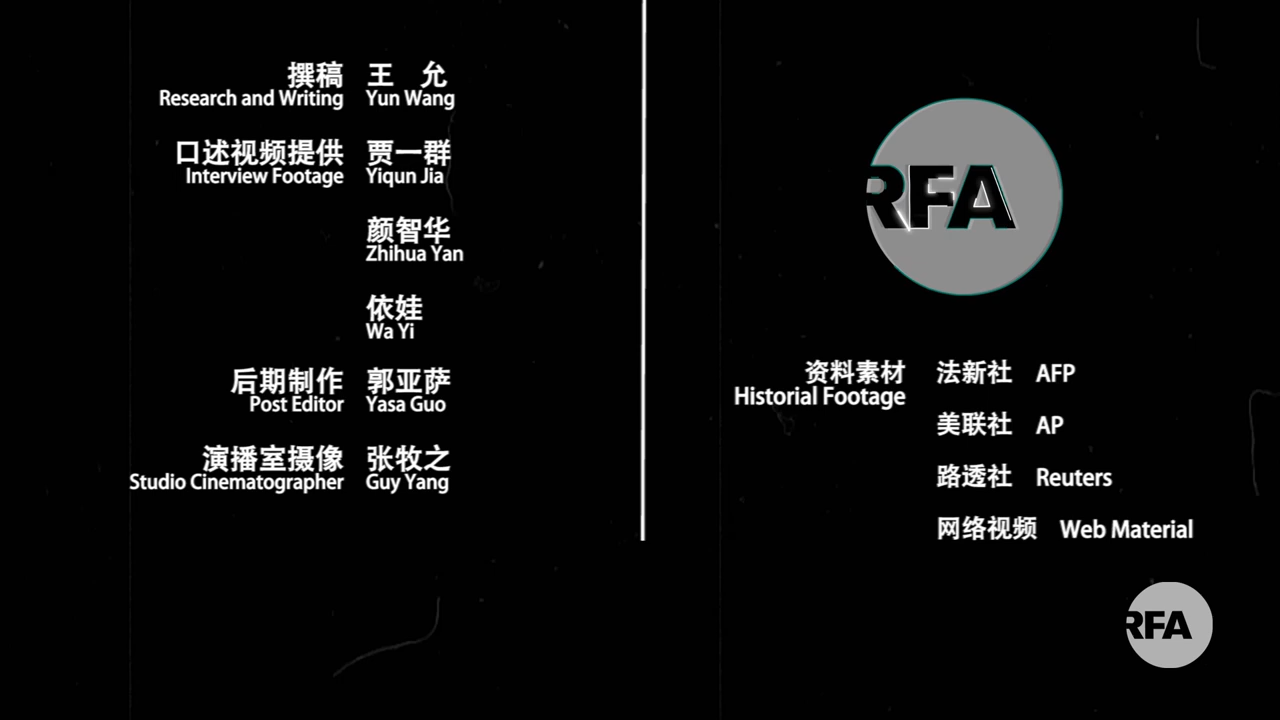 撰稿 王 允
Research and Writing Yun Wang
口述视频提供 贾一群
Interview Footage Yiqun Jia
颜智华
Zhihua Yan
依娃
Wa Yi
后期制作 郭亚萨
Post Editor Yasa Guo
演播室摄像 张牧之
Studio Cinematographer Guy Yang
RFA
资料素材 法新社 AFP
Historial Footage
美联社 AP
路透社 Reuters
网络视频 Web Material
RFA